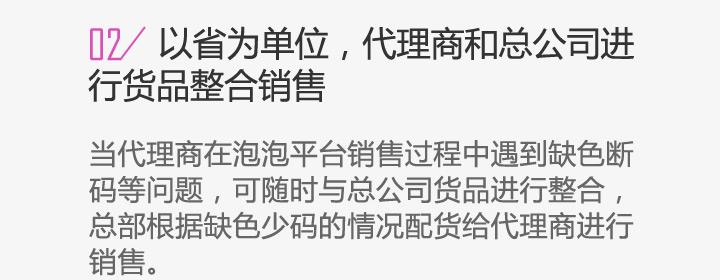 02/ 以省为单位，代理商和总公司进
行货品整合销售
当代理商在泡泡平台销售过程中遇到缺色断
码等问题，可随时与总公司货品进行整合，
总部根据缺色少码的情况配货给代理商进行
销售。